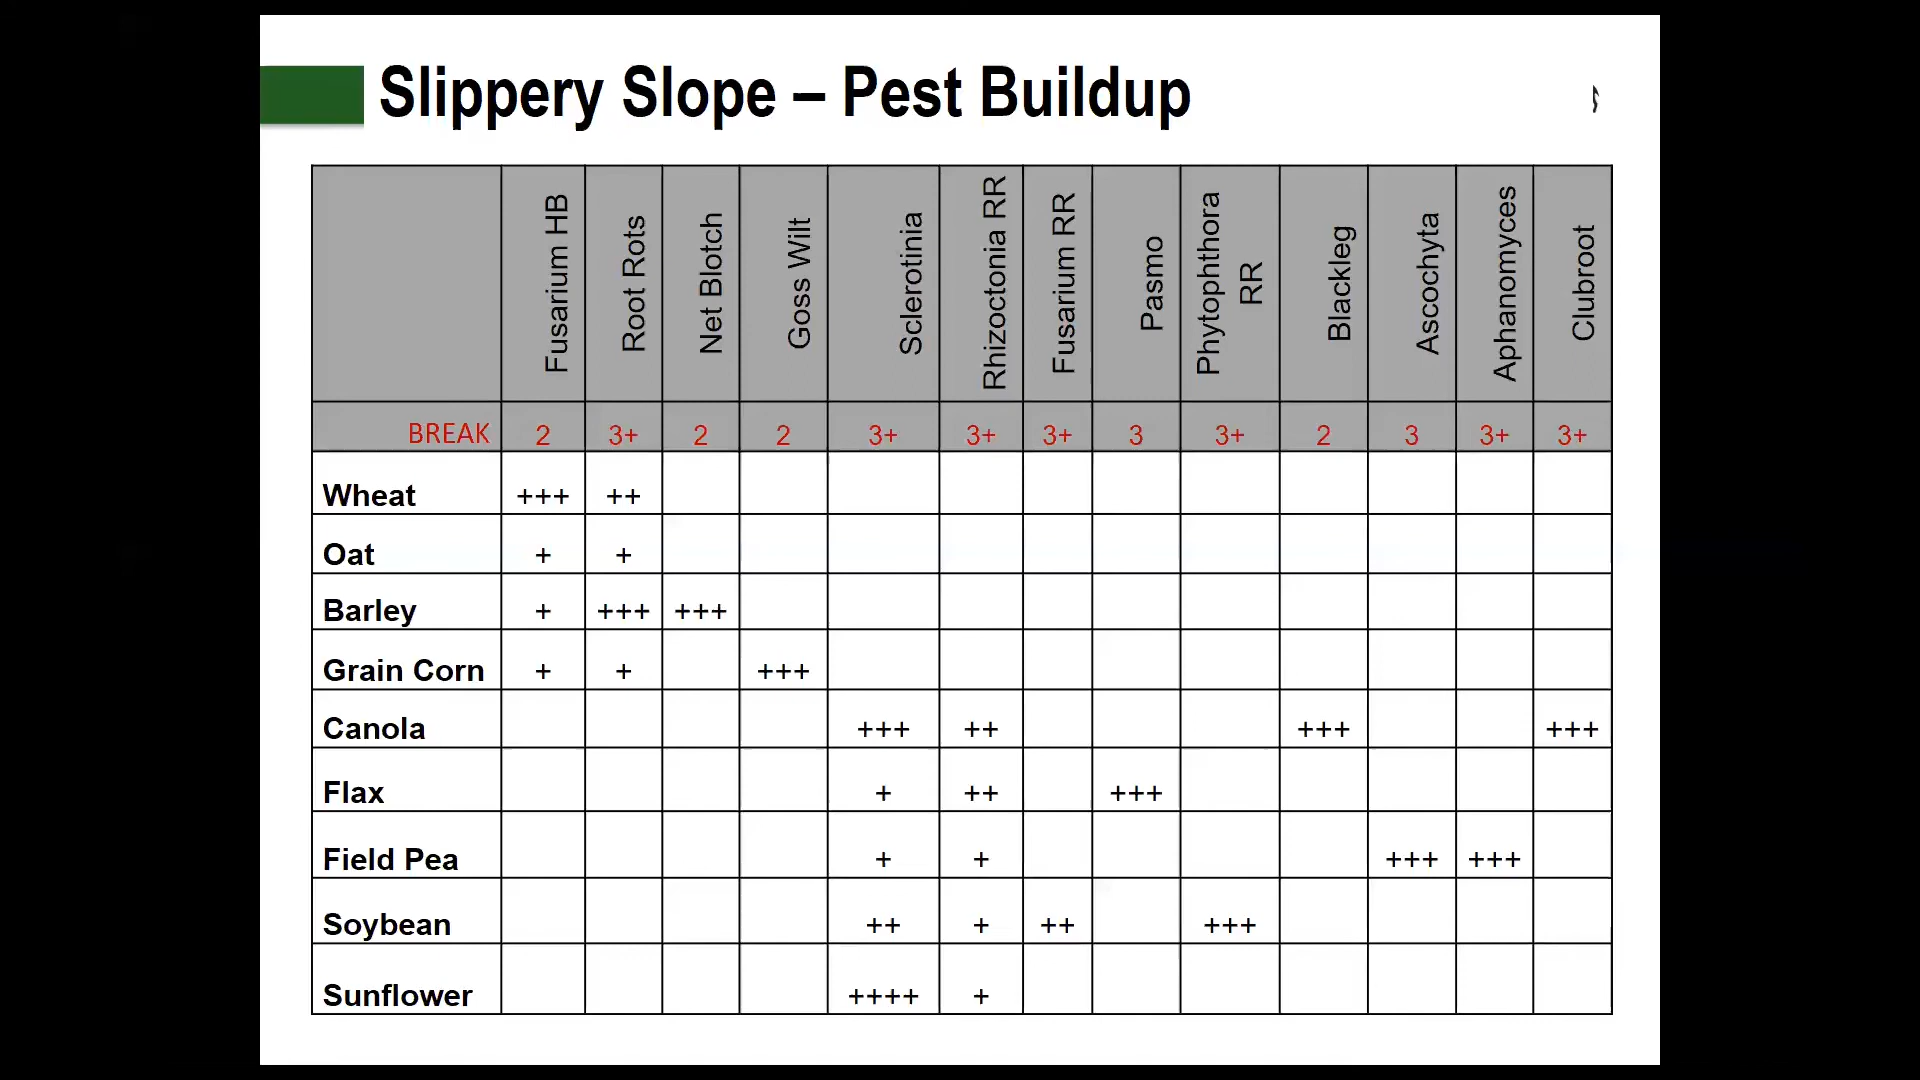 Slippery Slope – Pest Buildup
Fusarium HB Root Rots Net Blotch Goss Wilt Sclerotinia Rhizoctonia RR Fusarium RR Pasmo Phytophthora RR Blackleg Ascochyta Aphanomyces Clubroot
BREAK 2 3+ 2 2 3+ 3+ 3+ 3 3+ 2 3 3+ 3+
Wheat +++ ++
Oat + +
Barley + +++ +++
Grain Corn + + +++
Canola +++ ++ +++ +++
Flax + ++ +++
Field Pea + + +++ +++
Soybean ++ + ++ +++
Sunflower ++++ +